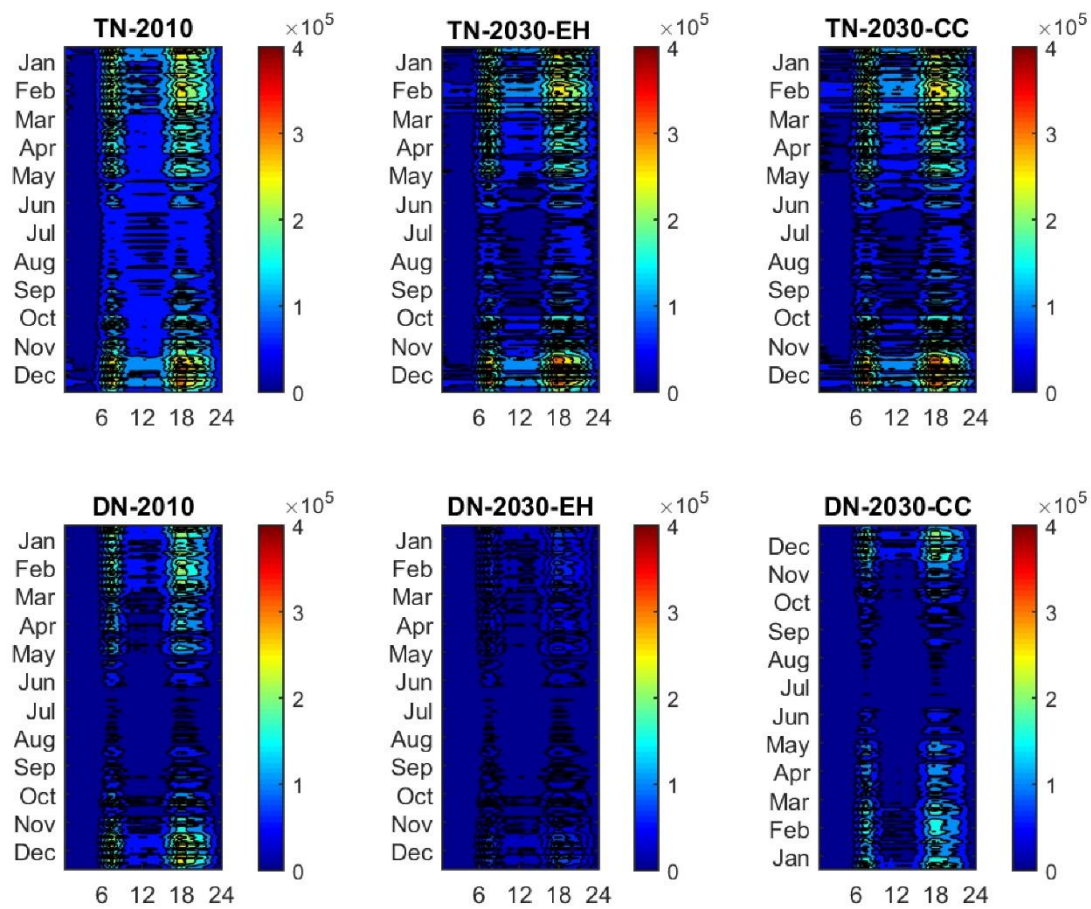 TN-2010
×10^5
Jan
Feb
Mar
Apr
May
Jun
Jul
Aug
Sep
Oct
Nov
Dec
6 12 18 24
4
3
2
1
0
TN-2030-EH
×10^5
Jan
Feb
Mar
Apr
May
Jun
Jul
Aug
Sep
Oct
Nov
Dec
6 12 18 24
4
3
2
1
0
TN-2030-CC
×10^5
Jan
Feb
Mar
Apr
May
Jun
Jul
Aug
Sep
Oct
Nov
Dec
6 12 18 24
4
3
2
1
0
DN-2010
×10^5
Jan
Feb
Mar
Apr
May
Jun
Jul
Aug
Sep
Oct
Nov
Dec
6 12 18 24
4
3
2
1
0
DN-2030-EH
×10^5
Jan
Feb
Mar
Apr
May
Jun
Jul
Aug
Sep
Oct
Nov
Dec
6 12 18 24
4
3
2
1
0
DN-2030-CC
×10^5
Dec
Nov
Oct
Sep
Aug
Jul
Jun
May
Apr
Mar
Feb
Jan
6 12 18 24
4
3
2
1
0